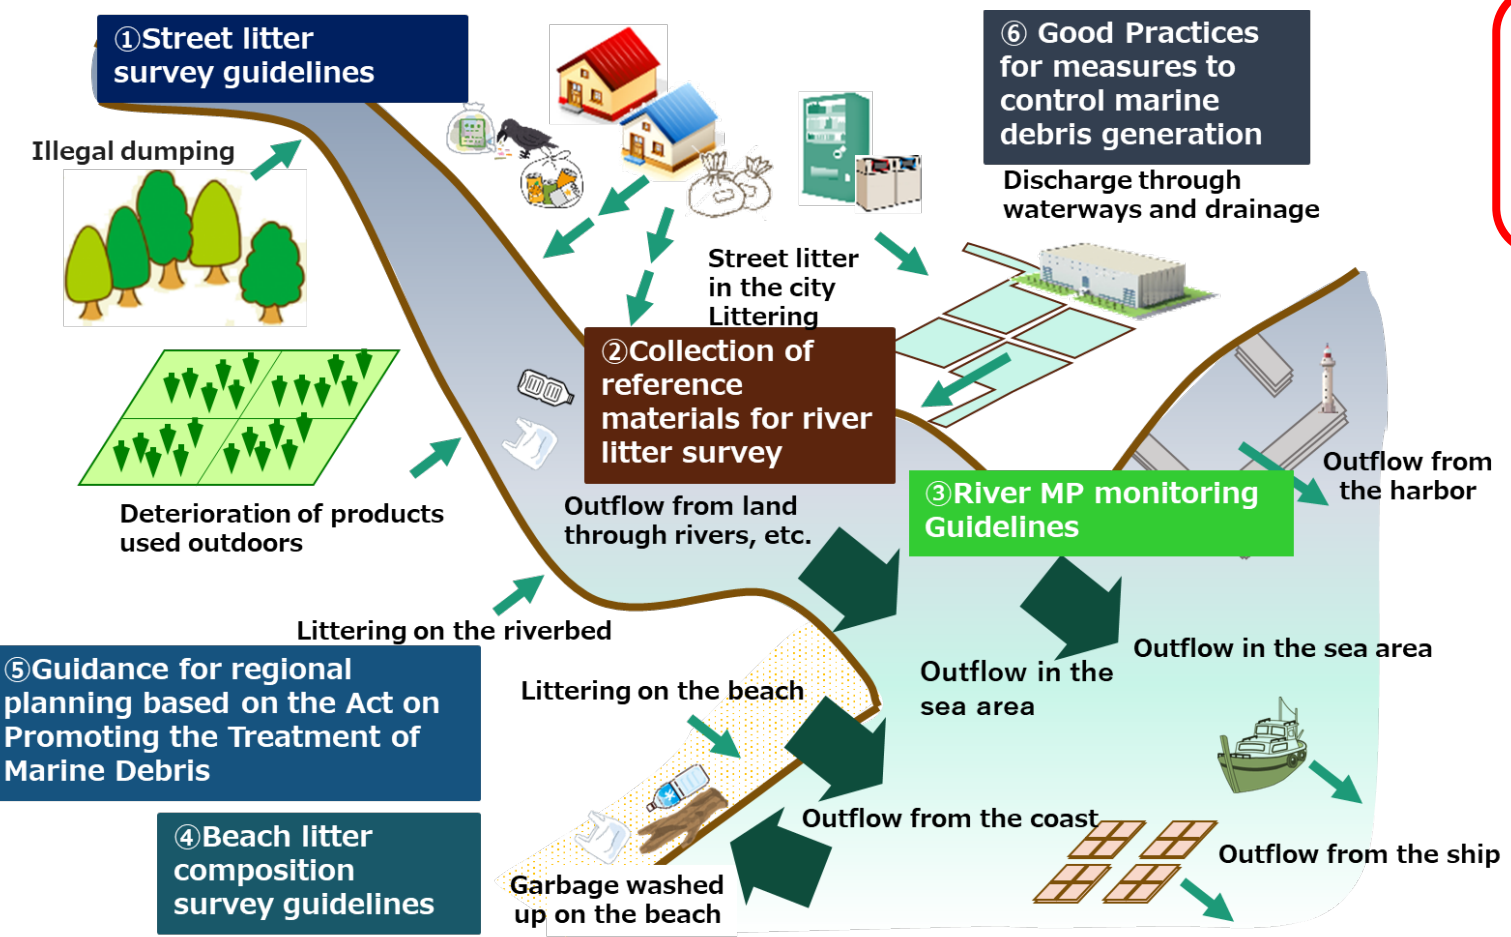 ①Street litter
survey guidelines
⑥ Good Practices
for measures to
control marine
debris generation
Illegal dumping
Discharge through
waterways and drainage
Street litter
in the city
Littering
②Collection of
reference
materials for river
litter survey
Outflow from
the harbor
③River MP monitoring
Guidelines
Outflow from land
through rivers, etc.
Deterioration of products
used outdoors
Littering on the riverbed
Outflow in the sea area
⑤Guidance for regional
planning based on the Act on
Promoting the Treatment of
Marine Debris
Littering on the beach
Outflow in the
sea area
Outflow from the coast
④Beach litter
composition
survey guidelines
Outflow from the ship
Garbage washed
up on the beach